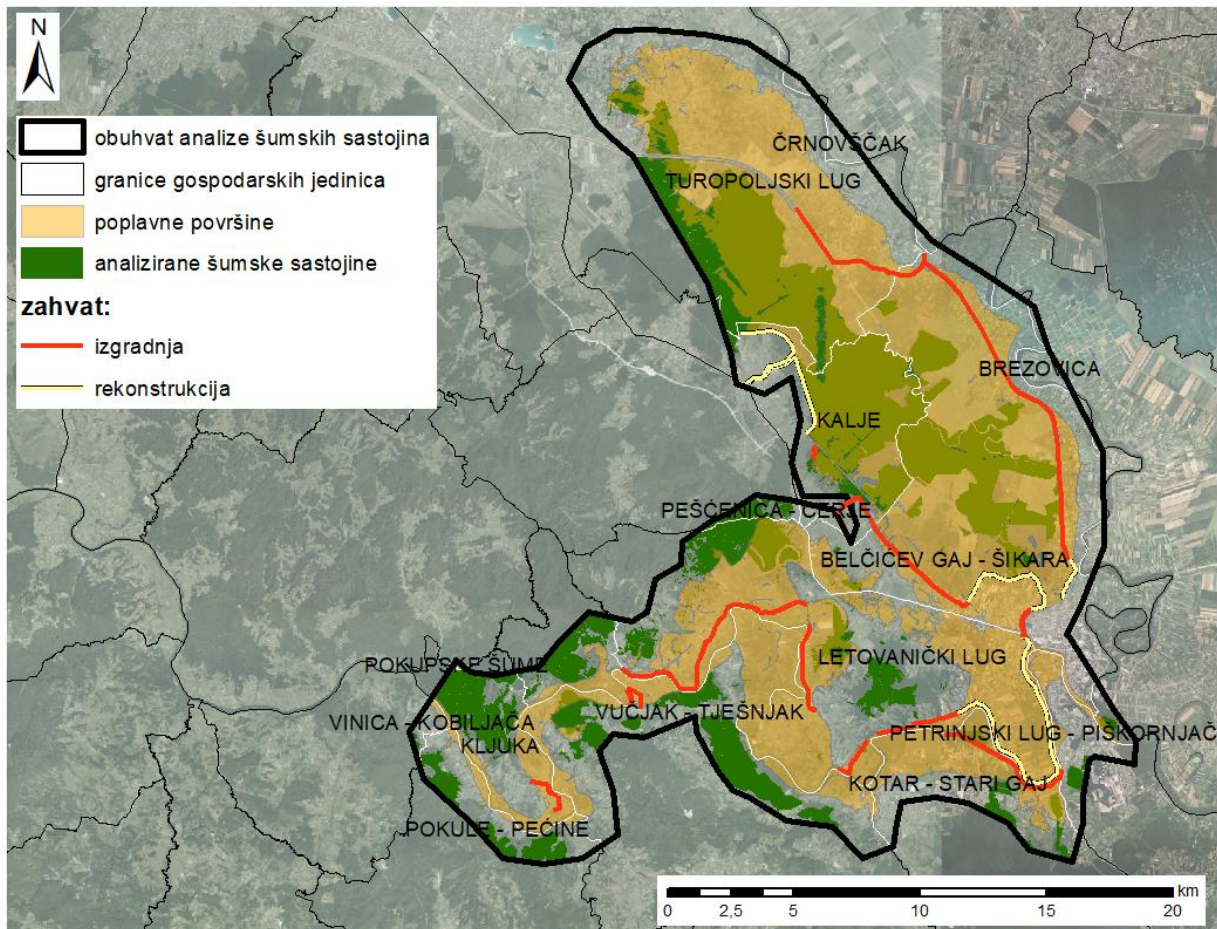 N
obuhvat analize šumskih sastojina
granice gospodarskih jedinica
poplavne površine
analizirane šumske sastojine
zahvat:
izgradnja
rekonstrukcija
ČRNOVŠČAK
TUROPOLJSKI LUG
BREZOVICA
KALJE
PEŠĆENICA - CERJE
BELČIĆEV GAJ - ŠIKARA
LETOVANIČKI LUG
POKUPSKE ŠUME
VUČJAK - TJEŠNJAK
VINICA - KOBILJAČA
KLJUKA
PETRINJSKI LUG - PIŠKORNJAČ
KOTAR - STARI GAJ
POKULE - PEĆINE
km
0 2,5 5 10 15 20